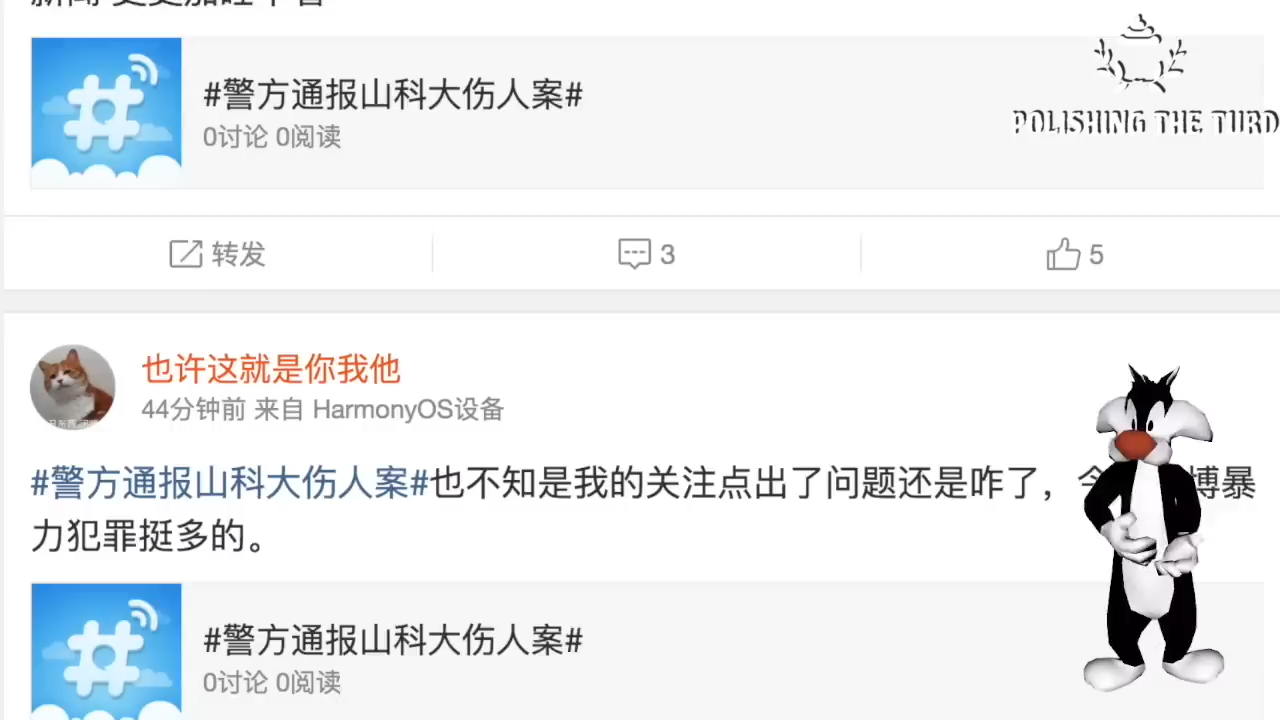 #警方通报山科大伤人案#
0讨论 0阅读
POLISHING THE TURD
转发
3
5
也许这就是你我他
44分钟前 来自 HarmonyOS设备
#警方通报山科大伤人案#也不知是我的关注点出了问题还是咋了，今 博暴
力犯罪挺多的。
#警方通报山科大伤人案#
0讨论 0阅读